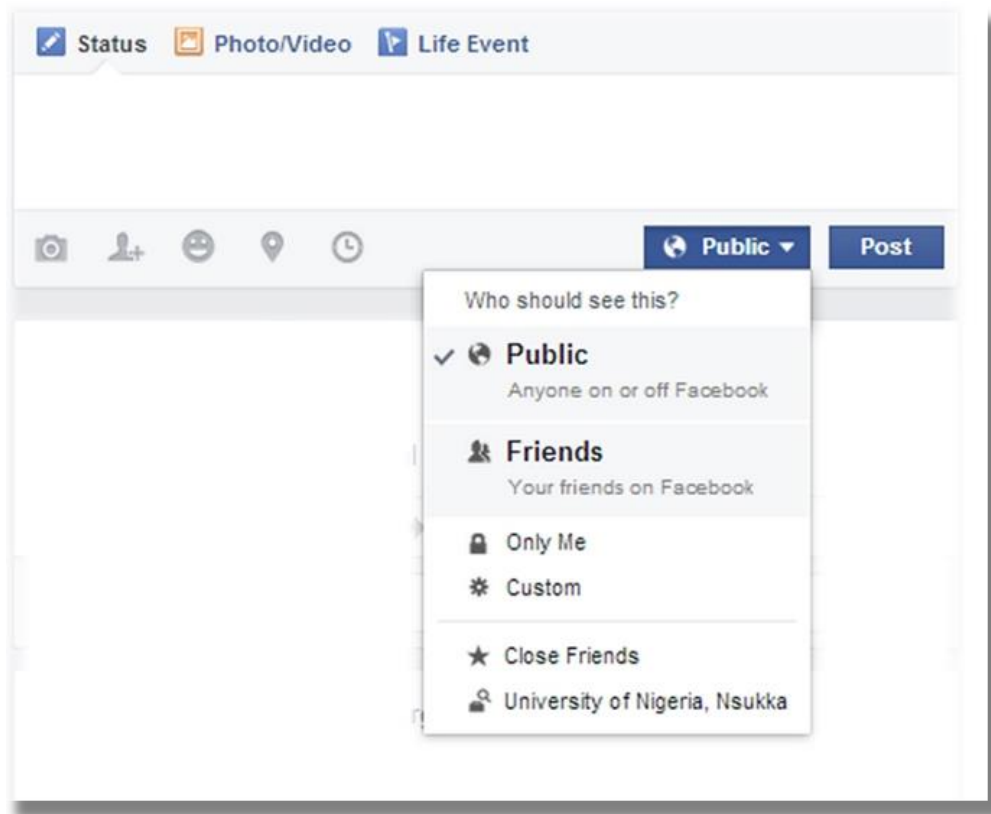 Status Photo/Video Life Event
Public Post
Who should see this?
Public
Anyone on or off Facebook
Friends
Your friends on Facebook
Only Me
Custom
Close Friends
University of Nigeria, Nsukka